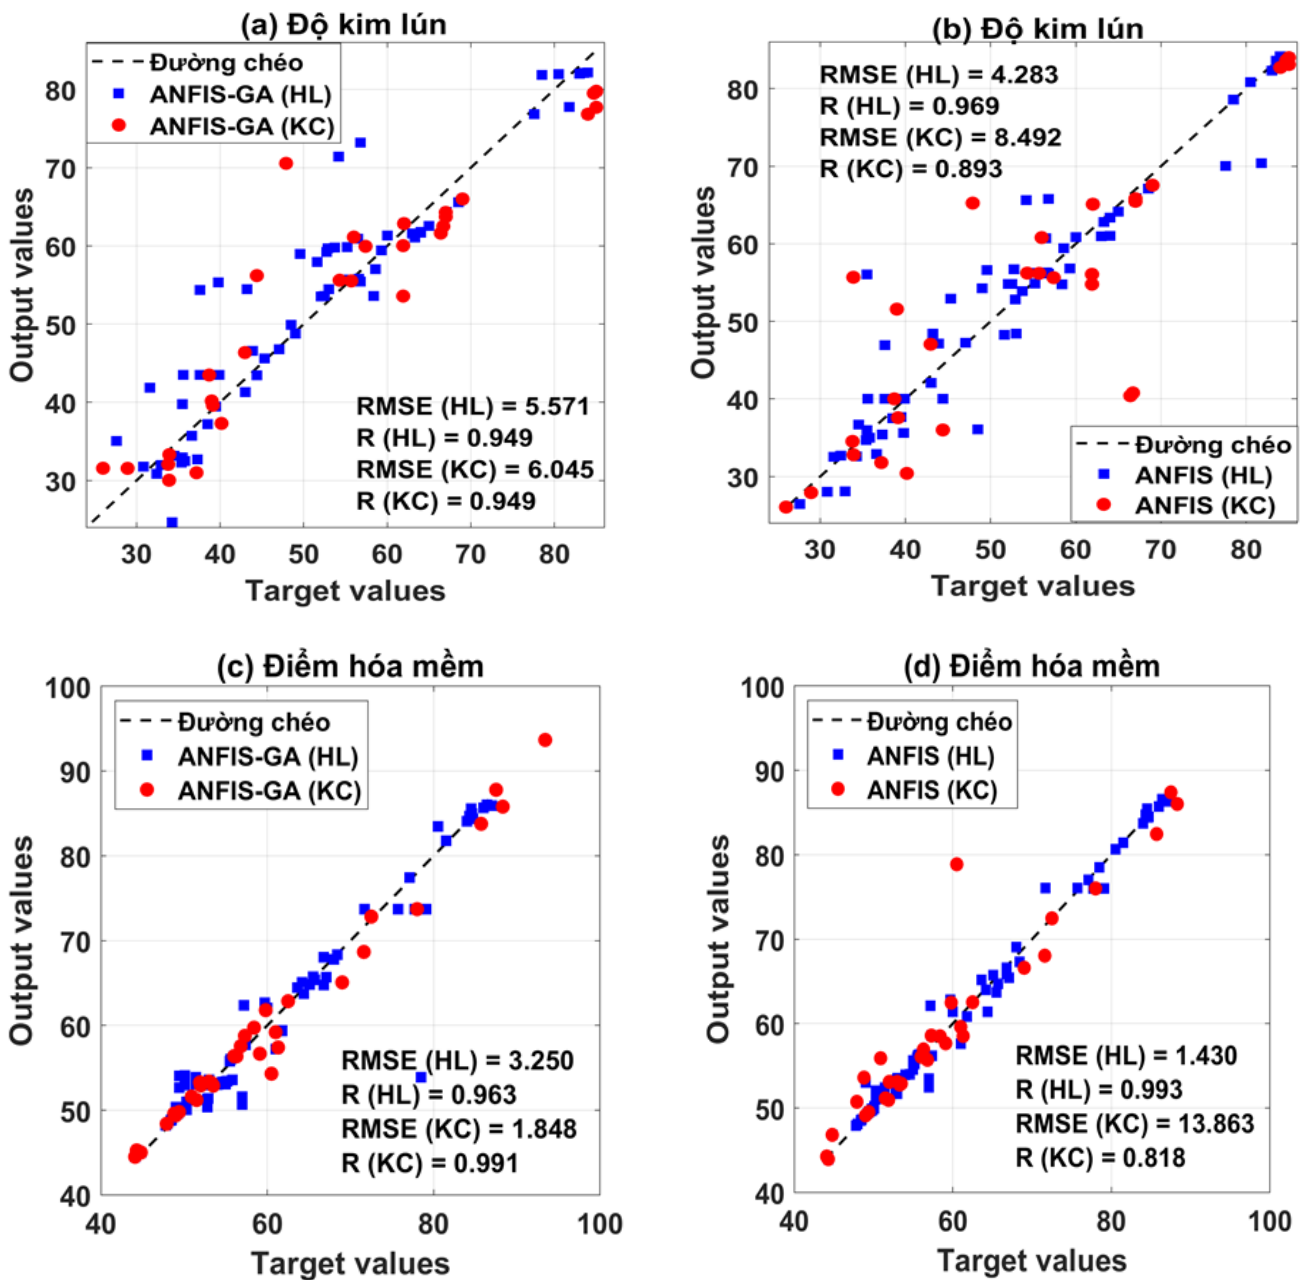 (a) Độ kim lún
Đường chéo
ANFIS-GA (HL)
ANFIS-GA (KC)
80
70
60
50
40
30
Output values
RMSE (HL) = 5.571
R (HL) = 0.949
RMSE (KC) = 6.045
R (KC) = 0.949
30 40 50 60 70 80
Target values
(b) Độ kim lún
RMSE (HL) = 4.283
R (HL) = 0.969
RMSE (KC) = 8.492
R (KC) = 0.893
80
70
60
50
40
30
Output values
Đường chéo
ANFIS (HL)
ANFIS (KC)
30 40 50 60 70 80
Target values
(c) Điểm hóa mềm
Đường chéo
ANFIS-GA (HL)
ANFIS-GA (KC)
100
90
80
70
60
50
40
Output values
RMSE (HL) = 3.250
R (HL) = 0.963
RMSE (KC) = 1.848
R (KC) = 0.991
40 60 80 100
Target values
(d) Điểm hóa mềm
Đường chéo
ANFIS (HL)
ANFIS (KC)
100
90
80
70
60
50
40
Output values
RMSE (HL) = 1.430
R (HL) = 0.993
RMSE (KC) = 13.863
R (KC) = 0.818
40 60 80 100
Target values